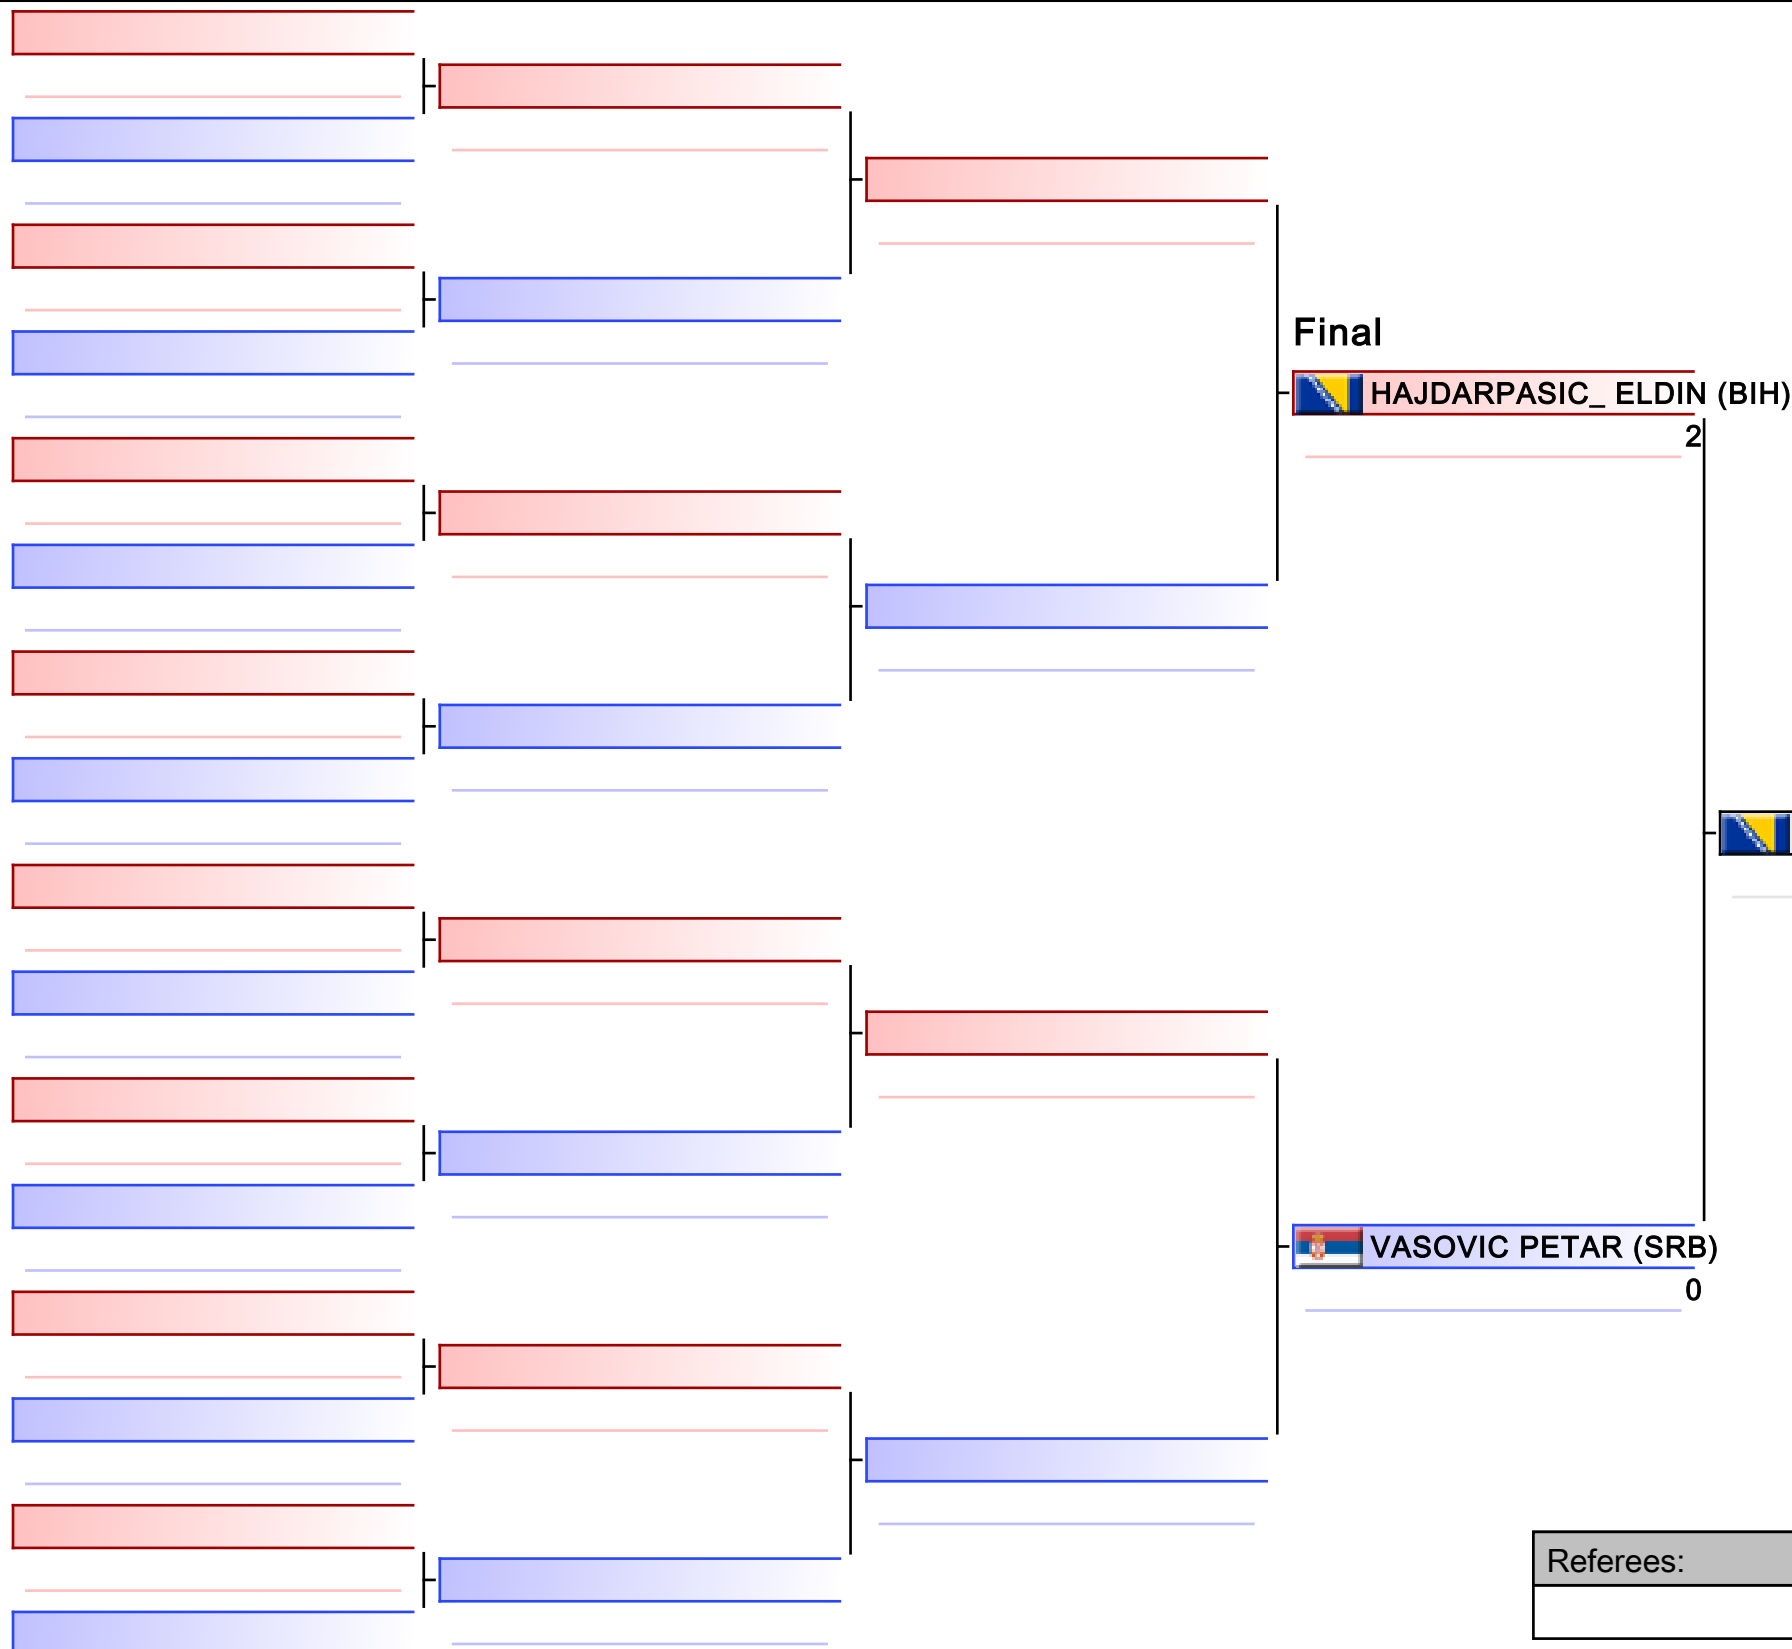 Final
HAJDARPASIC_ ELDIN (BIH)
2
VASOVIC PETAR (SRB)
0
Referees: